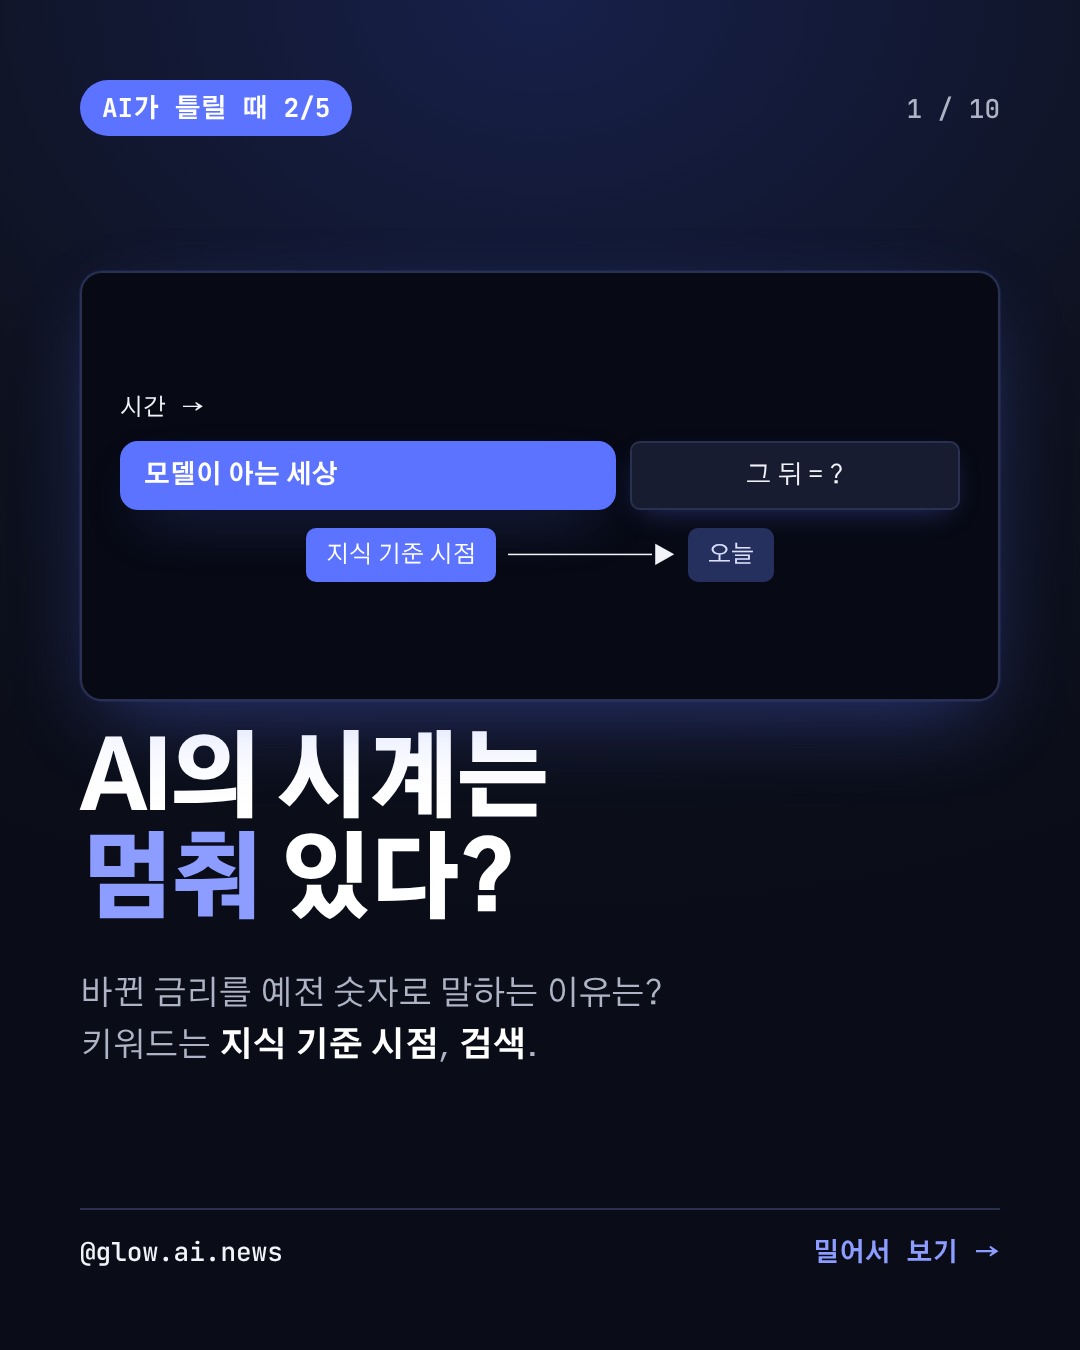 AI가 틀릴 때 2/5
1 / 10
시간 →
모델이 아는 세상
그 뒤 = ?
지식 기준 시점
오늘
AI의 시계는
멈춰 있다?
바뀐 금리를 예전 숫자로 말하는 이유는?
키워드는 지식 기준 시점, 검색.
@glow.ai.news
밀어서 보기 →